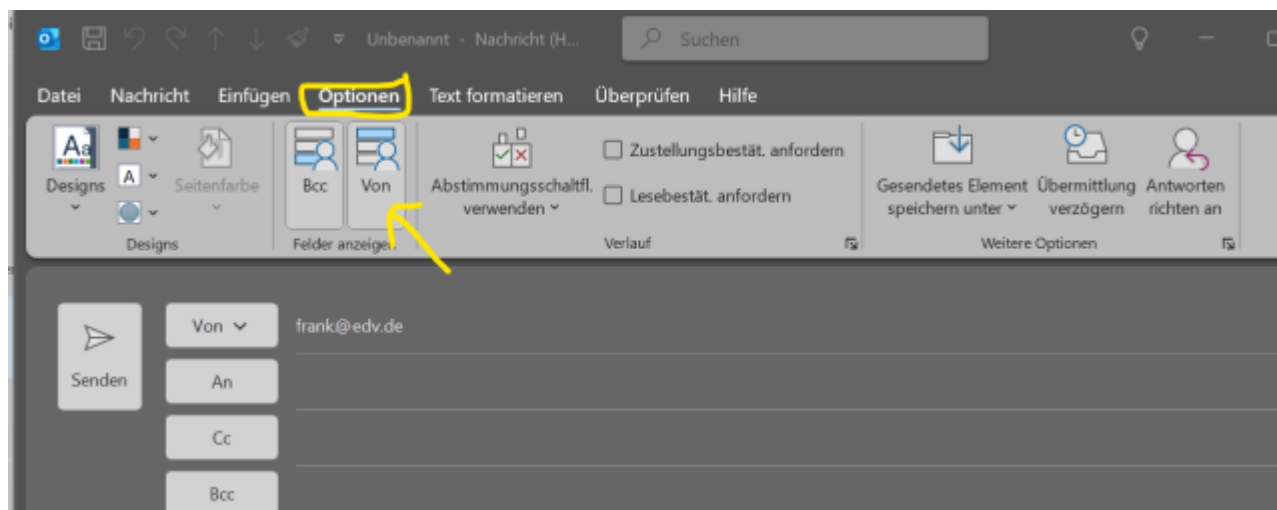 Unbenannt - Nachricht (H... Suchen
Datei Nachricht Einfügen Optionen Text formatieren Überprüfen Hilfe
Aa
Designs
A
Seitenfarbe
Designs
Bcc Von
Felder anzeigen
Abstimmungsschaltfl.
verwenden
Zustellungsbestät. anfordern
Lesebestät. anfordern
Verlauf
Gesendetes Element
speichern unter
Übermittlung
verzögern
Antworten
richten an
Weitere Optionen
Senden
Von frank@edv.de
An
Cc
Bcc